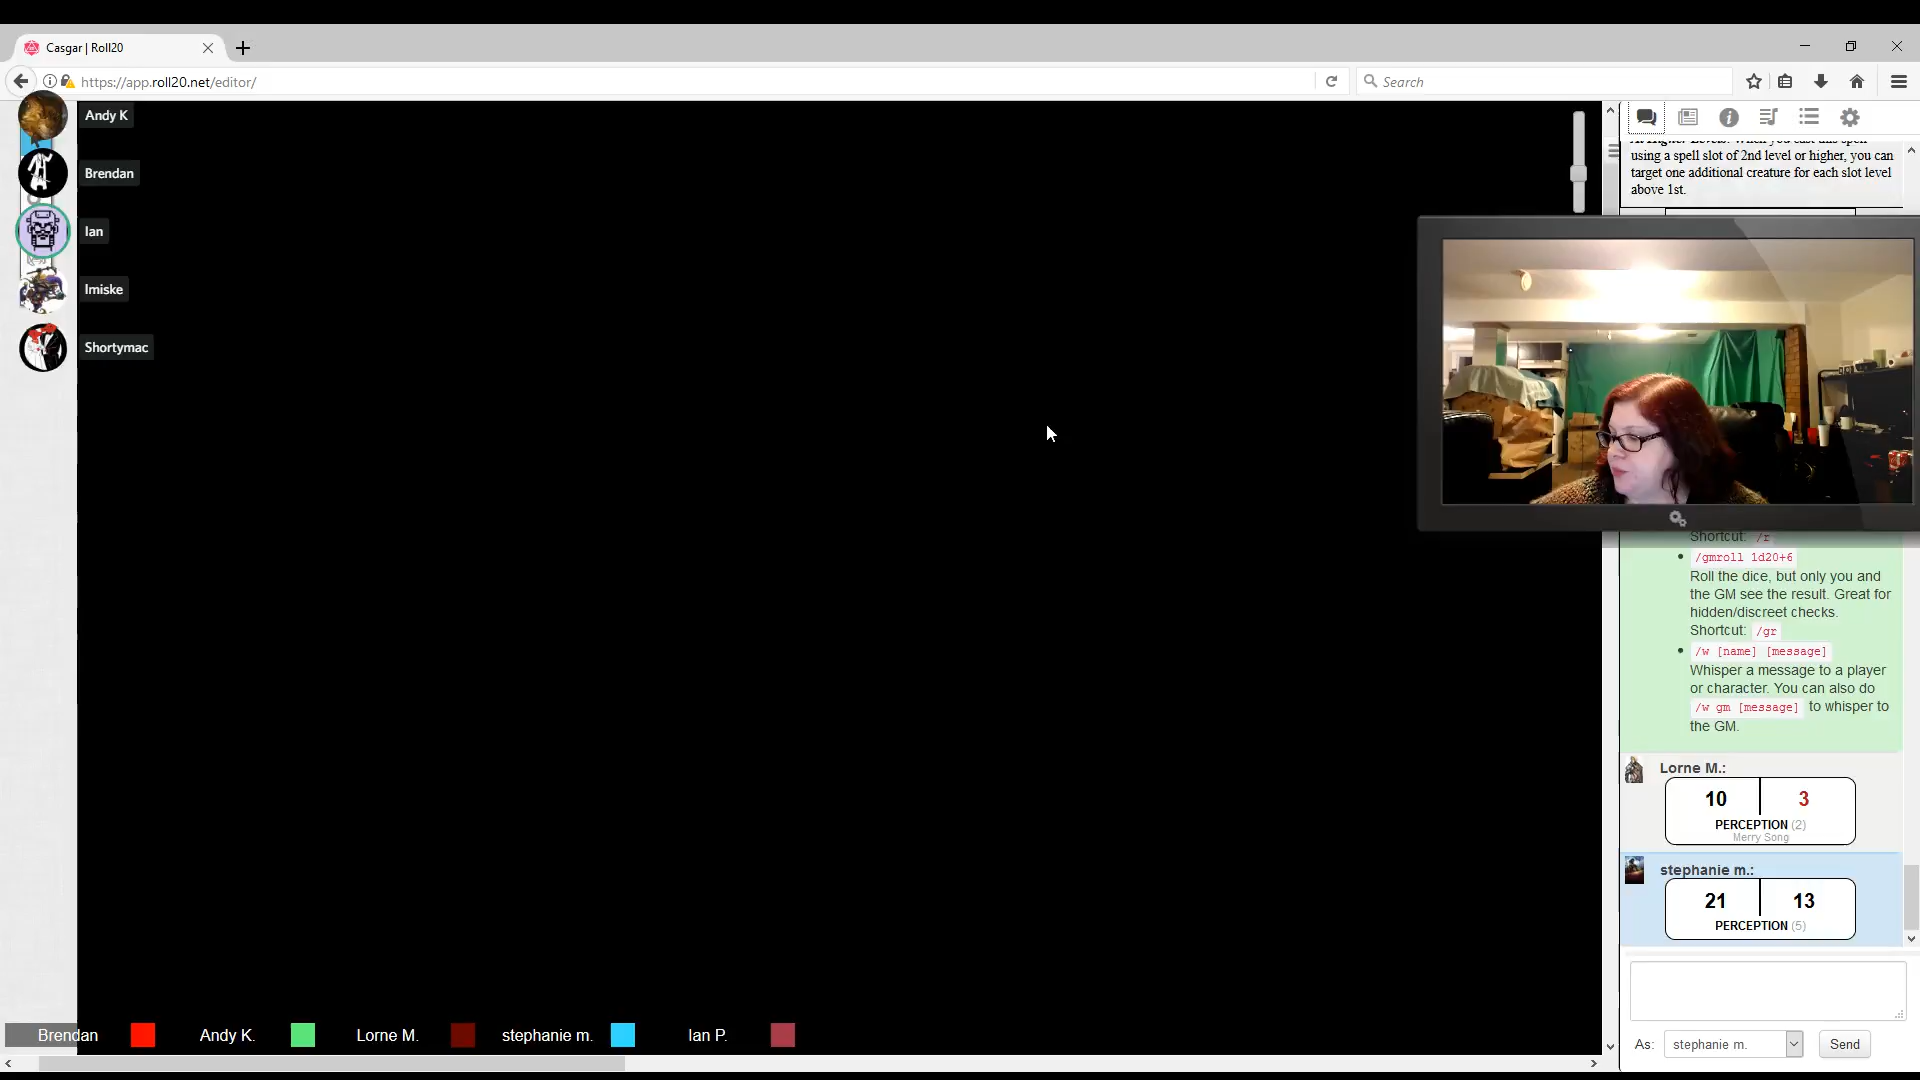 Casgar | Roll20
https://app.roll20.net/editor/
Search
Andy K
Brendan
Ian
Imiske
Shortymac
using a spell slot of 2nd level or higher, you can
target one additional creature for each slot level
above 1st.
Shortcut: /r
/gmroll 1d20+6
Roll the dice, but only you and
the GM see the result. Great for
hidden/discreet checks.
Shortcut: /gr
/w [name] [message]
Whisper a message to a player
or character. You can also do
/w gm [message] to whisper to
the GM.
Lorne M.:
10 3
PERCEPTION (2)
Merry Song
stephanie m.:
21 13
PERCEPTION (5)
Brendan Andy K. Lorne M. stephanie m. Ian P.
As: stephanie m. Send